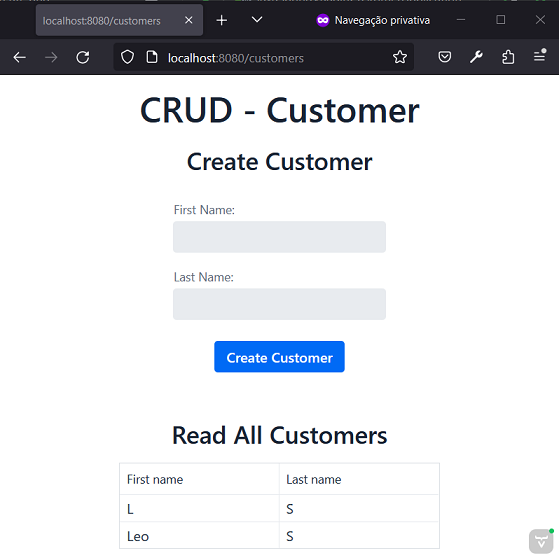 localhost:8080/customers
Navegação privativa
localhost:8080/customers
CRUD - Customer
Create Customer
First Name:
Last Name:
Create Customer
Read All Customers
First name Last name
L S
Leo S